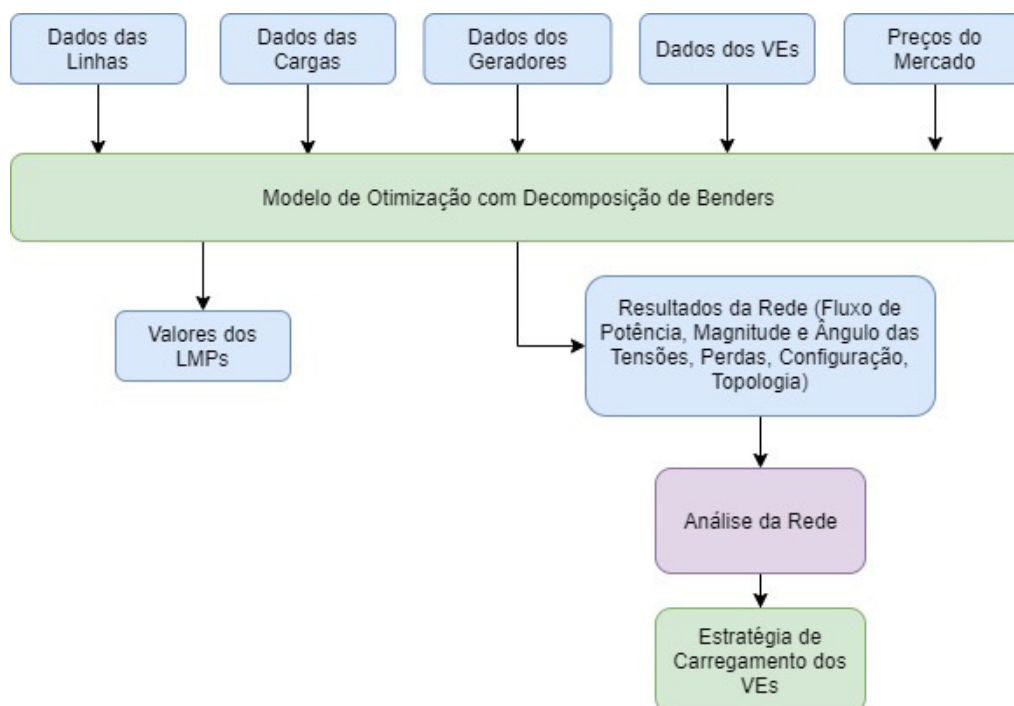 Dados das
Linhas
Dados das
Cargas
Dados dos
Geradores
Dados dos VEs
Preços do
Mercado
Modelo de Otimização com Decomposição de Benders
Valores dos
LMPs
Resultados da Rede (Fluxo de
Potência, Magnitude e Ângulo das
Tensões, Perdas, Configuração,
Topologia)
Análise da Rede
Estratégia de
Carregamento dos
VEs